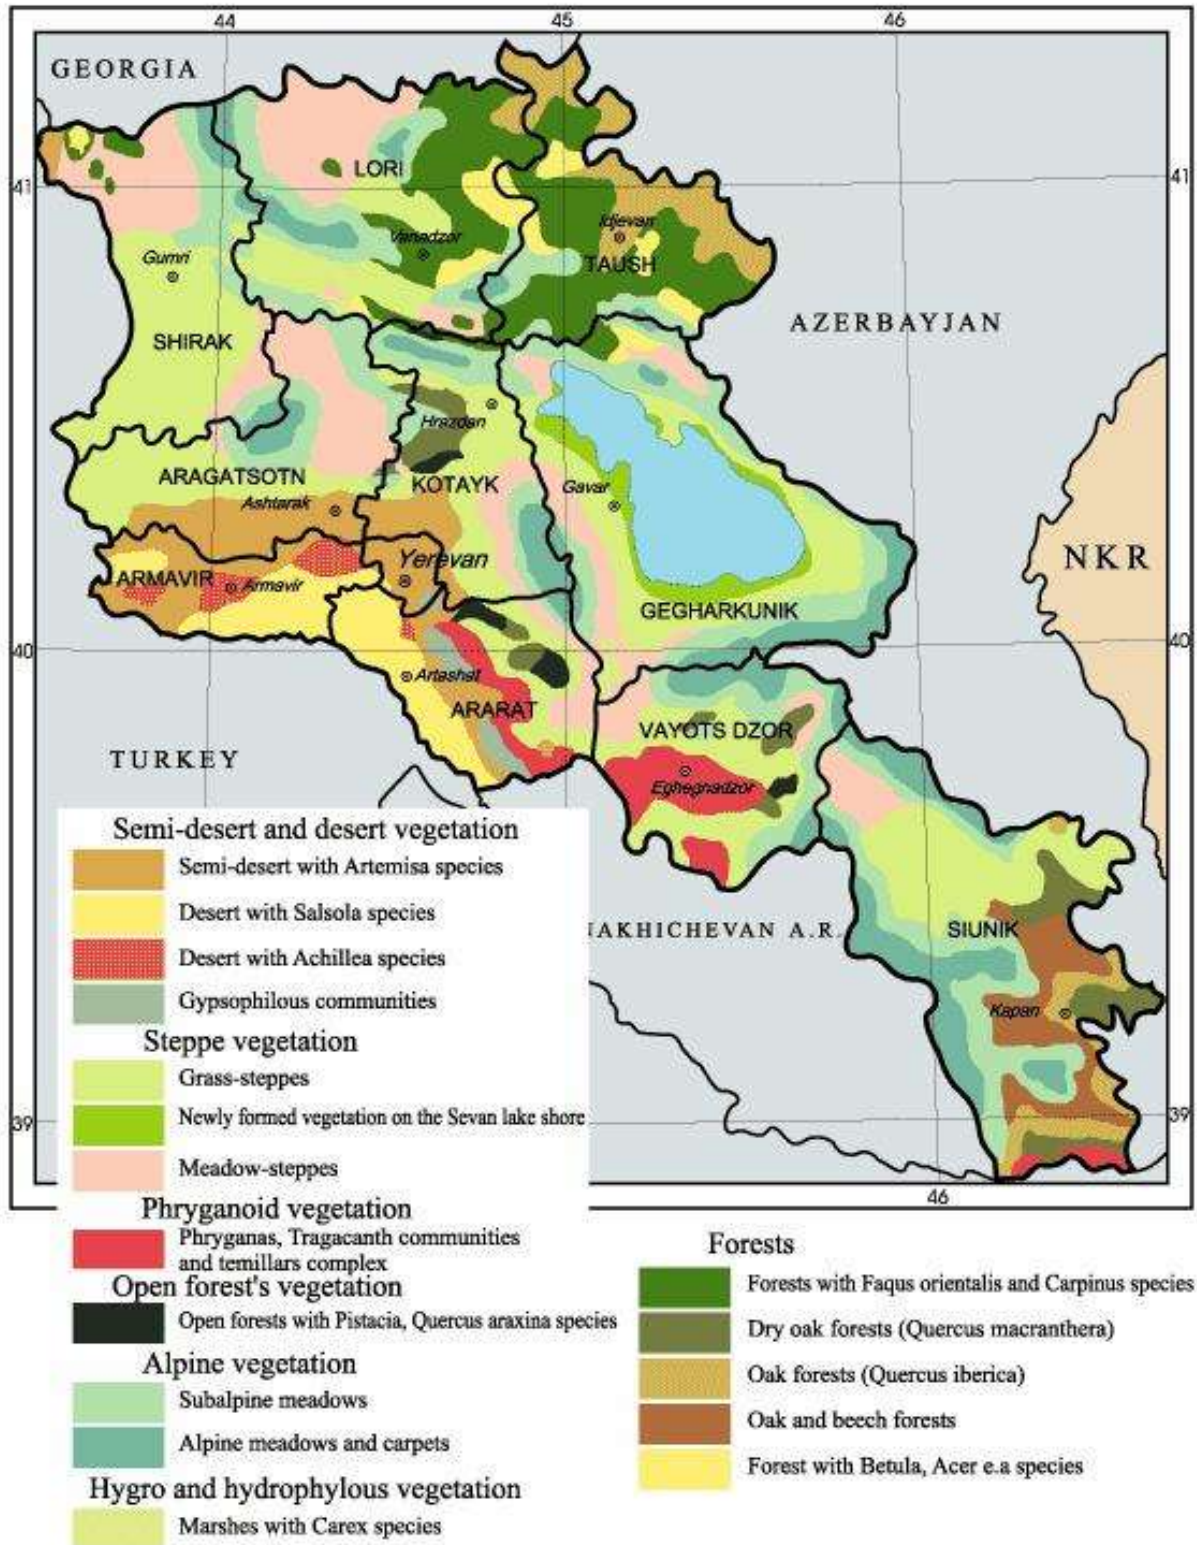 44 45 46
GEORGIA
41 LORI 41
Idjevan
Vanadzor
Gumri TAUSH
AZERBAYJAN
SHIRAK
Hrazdan
ARAGATSOTN KOTAYK Gavar
Ashtarak
Yerevan NKR
ARMAVIR Armavir
GEGHARKUNIK
40 40
Artashat
ARARAT
VAYOTS DZOR
TURKEY
Eghegnadzor
NAKHICHEVAN A.R. SIUNIK
Kapan
39 39
46
Semi-desert and desert vegetation
Semi-desert with Artemisa species
Desert with Salsola species
Desert with Achillea species
Gypsophilous communities
Steppe vegetation
Grass-steppes
Newly formed vegetation on the Sevan lake shore
Meadow-steppes
Phryganoid vegetation
Phryganas, Tragacanth communities
and temillars complex
Open forest's vegetation
Open forests with Pistacia, Quercus araxina species
Alpine vegetation
Subalpine meadows
Alpine meadows and carpets
Hygro and hydrophylous vegetation
Marshes with Carex species
Forests
Forests with Faqus orientalis and Carpinus species
Dry oak forests (Quercus macranthera)
Oak forests (Quercus iberica)
Oak and beech forests
Forest with Betula, Acer e.a species